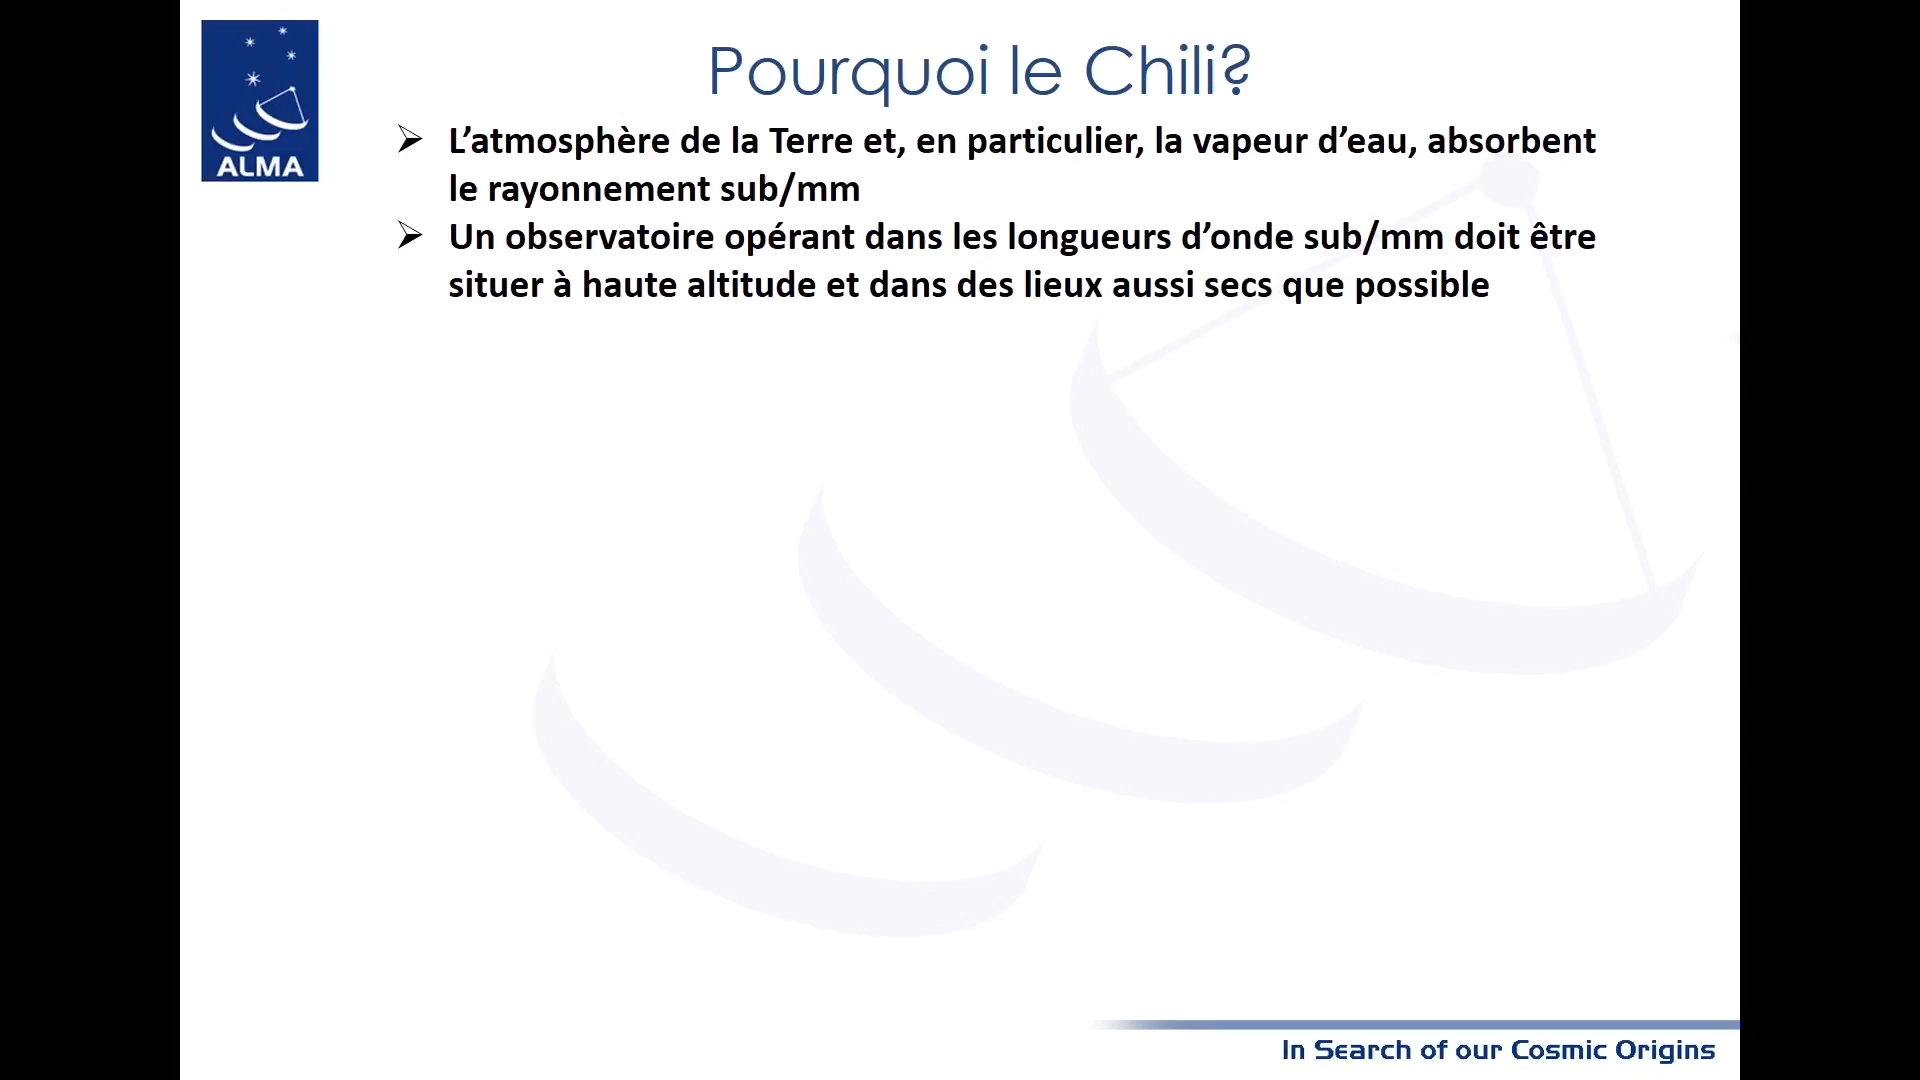 ALMA
Pourquoi le Chili?
L’atmosphère de la Terre et, en particulier, la vapeur d’eau, absorbent
le rayonnement sub/mm
Un observatoire opérant dans les longueurs d’onde sub/mm doit être
situer à haute altitude et dans des lieux aussi secs que possible
In Search of our Cosmic Origins